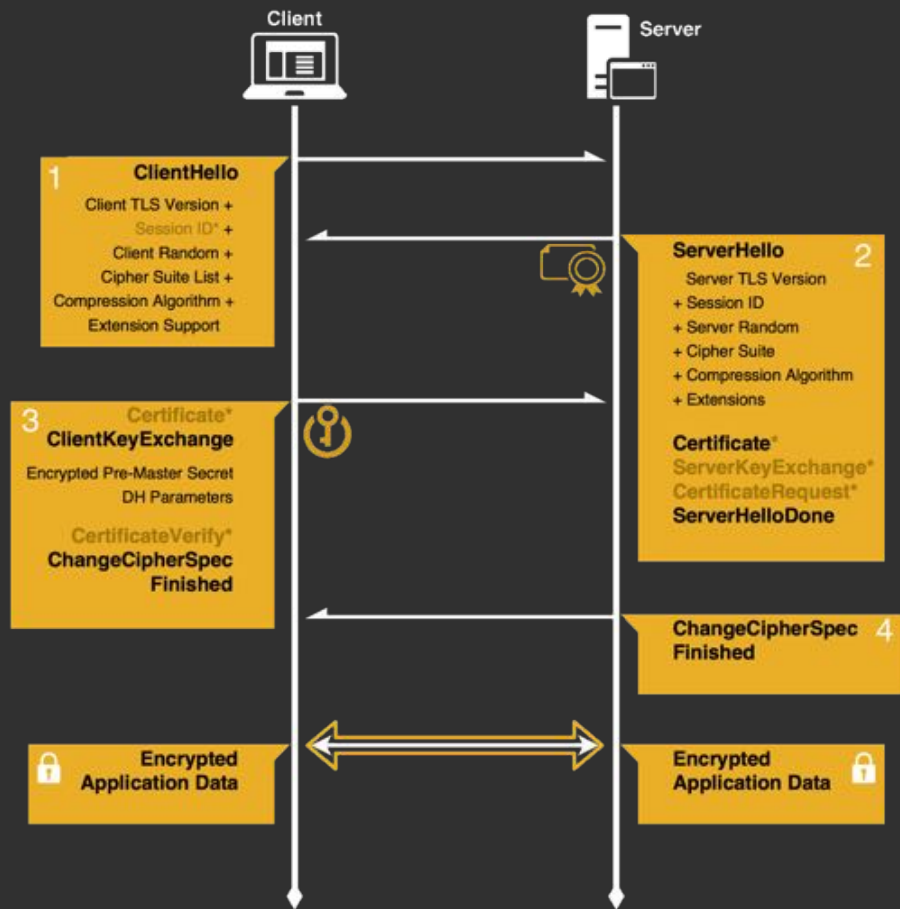 Client
Server
1
ClientHello
Client TLS Version +
Session ID* +
Client Random +
Cipher Suite List +
Compression Algorithm +
Extension Support
2
ServerHello
Server TLS Version
+ Session ID
+ Server Random
+ Cipher Suite
+ Compression Algorithm
+ Extensions
Certificate*
ServerKeyExchange*
CertificateRequest*
ServerHelloDone
3
Certificate*
ClientKeyExchange
Encrypted Pre-Master Secret
DH Parameters
CertificateVerify*
ChangeCipherSpec
Finished
4
ChangeCipherSpec
Finished
Encrypted
Application Data
Encrypted
Application Data